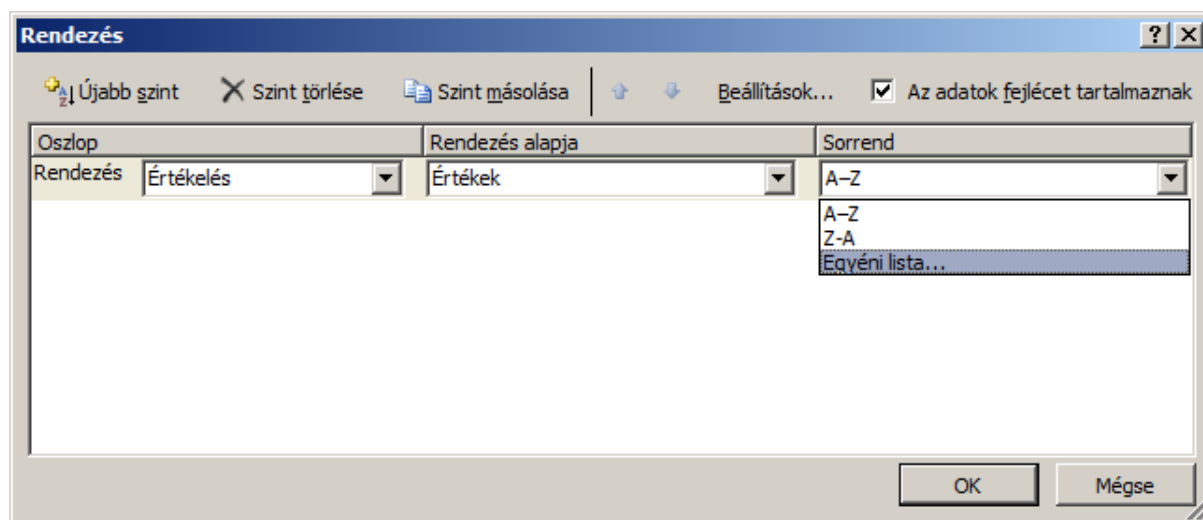 Rendezés
Újabb szint Szint törlése Szint másolása Beállítások... Az adatok fejlécet tartalmaznak
Oszlop Rendezés alapja Sorrend
Rendezés Értékelés Értékek A–Z
A–Z
Z-A
Egyéni lista...
OK Mégse